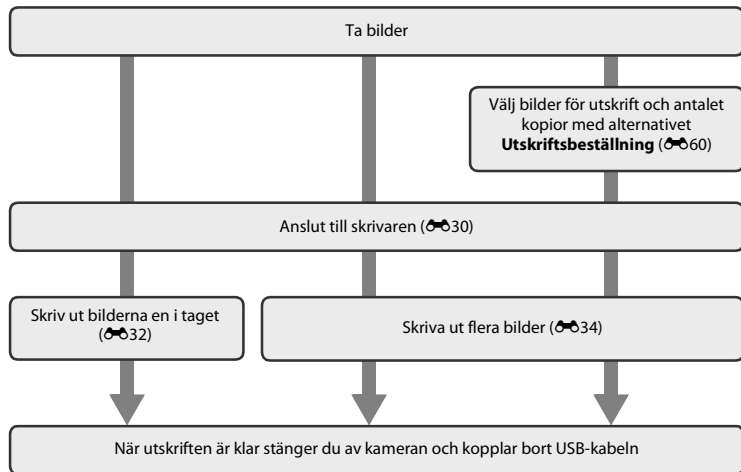 Ta bilder
Välj bilder för utskrift och antalet
kopior med alternativet
Utskriftsbeställning (60)
Anslut till skrivaren (30)
Skriv ut bilderna en i taget
(32)
Skriva ut flera bilder (34)
När utskriften är klar stänger du av kameran och kopplar bort USB-kabeln